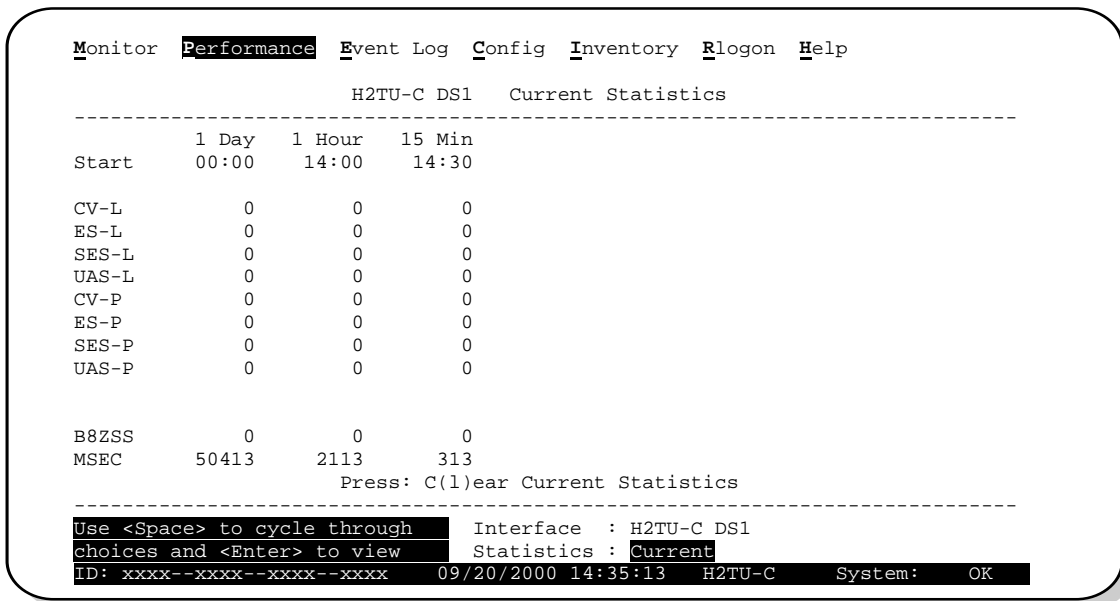 Monitor Performance Event Log Config Inventory Rlogon Help
H2TU-C DS1 Current Statistics
--------------------------------------------------------------------------------
1 Day 1 Hour 15 Min
Start 00:00 14:00 14:30
CV-L 0 0 0
ES-L 0 0 0
SES-L 0 0 0
UAS-L 0 0 0
CV-P 0 0 0
ES-P 0 0 0
SES-P 0 0 0
UAS-P 0 0 0
B8ZSS 0 0 0
MSEC 50413 2113 313
Press: C(l)ear Current Statistics
--------------------------------------------------------------------------------
Use <Space> to cycle through Interface : H2TU-C DS1
choices and <Enter> to view Statistics : Current
ID: xxxx--xxxx--xxxx--xxxx 09/20/2000 14:35:13 H2TU-C System: OK